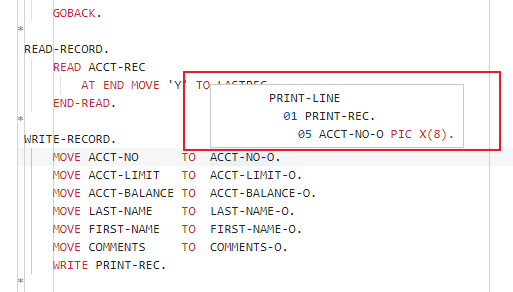 GOBACK.
*
READ-RECORD.
READ ACCT-REC
AT END MOVE 'Y' TO LASTREC
END-READ.
PRINT-LINE
01 PRINT-REC.
05 ACCT-NO-O PIC X(8).
*
WRITE-RECORD.
MOVE ACCT-NO TO ACCT-NO-O.
MOVE ACCT-LIMIT TO ACCT-LIMIT-O.
MOVE ACCT-BALANCE TO ACCT-BALANCE-O.
MOVE LAST-NAME TO LAST-NAME-O.
MOVE FIRST-NAME TO FIRST-NAME-O.
MOVE COMMENTS TO COMMENTS-O.
WRITE PRINT-REC.
*